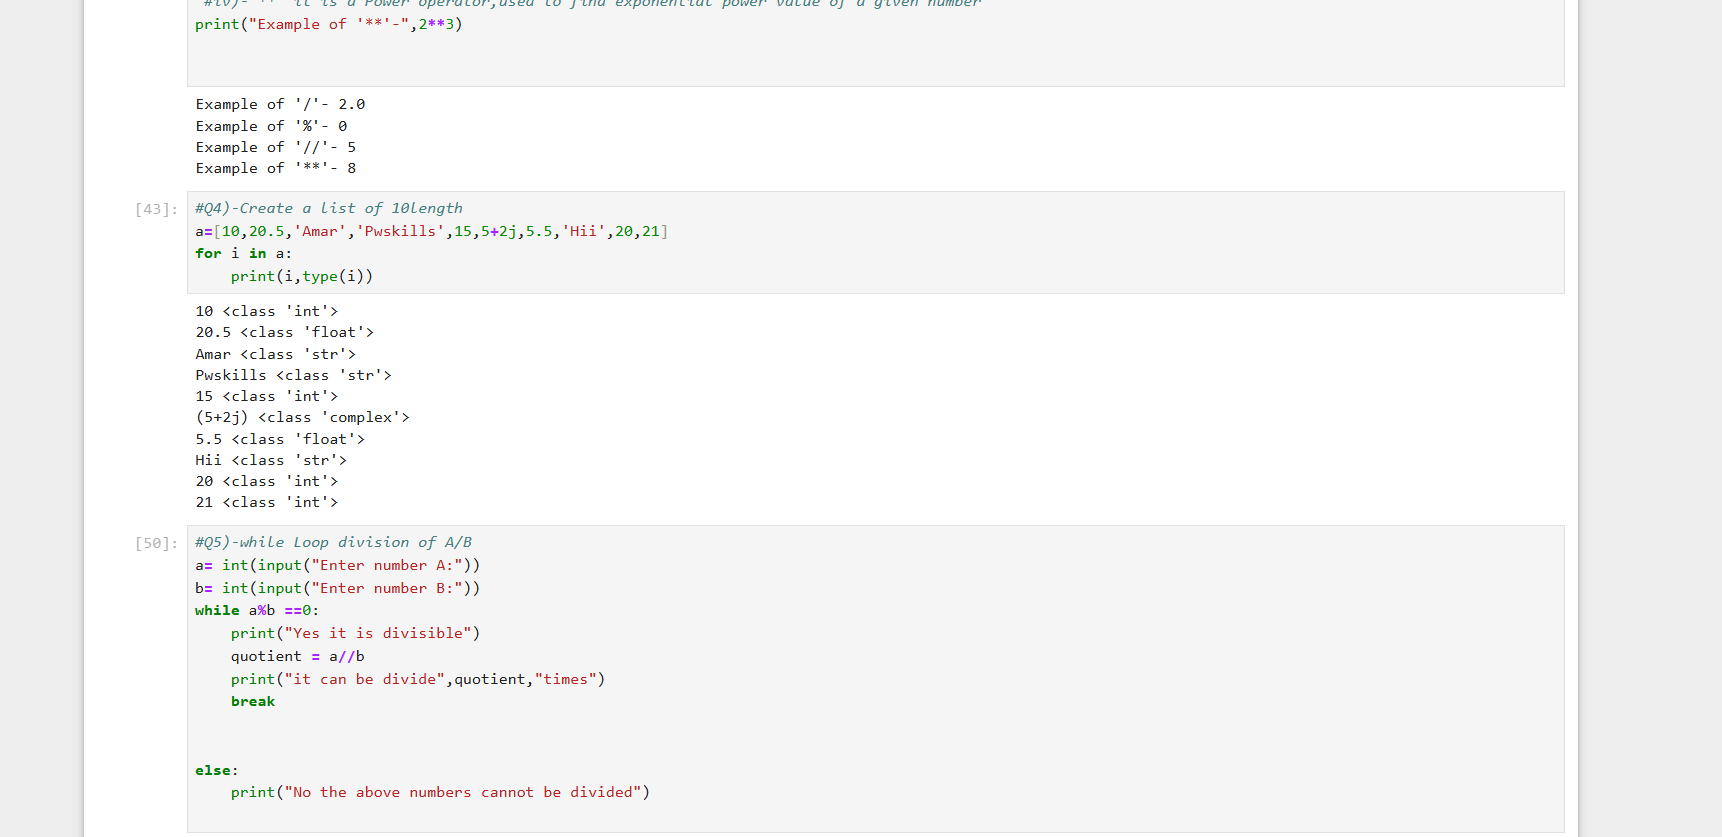 #iv)- '**' it is a Power operator,used to find exponential power value of a given number
print("Example of '**'-",2**3)
Example of '/'- 2.0
Example of '%'- 0
Example of '//'- 5
Example of '**'- 8
[43]:
#Q4)-Create a list of 10length
a=[10,20.5,'Amar','Pwskills',15,5+2j,5.5,'Hii',20,21]
for i in a:
    print(i,type(i))
10 <class 'int'>
20.5 <class 'float'>
Amar <class 'str'>
Pwskills <class 'str'>
15 <class 'int'>
(5+2j) <class 'complex'>
5.5 <class 'float'>
Hii <class 'str'>
20 <class 'int'>
21 <class 'int'>
[50]:
#Q5)-while Loop division of A/B
a= int(input("Enter number A:"))
b= int(input("Enter number B:"))
while a%b ==0:
    print("Yes it is divisible")
    quotient = a//b
    print("it can be divide",quotient,"times")
    break
else:
    print("No the above numbers cannot be divided")